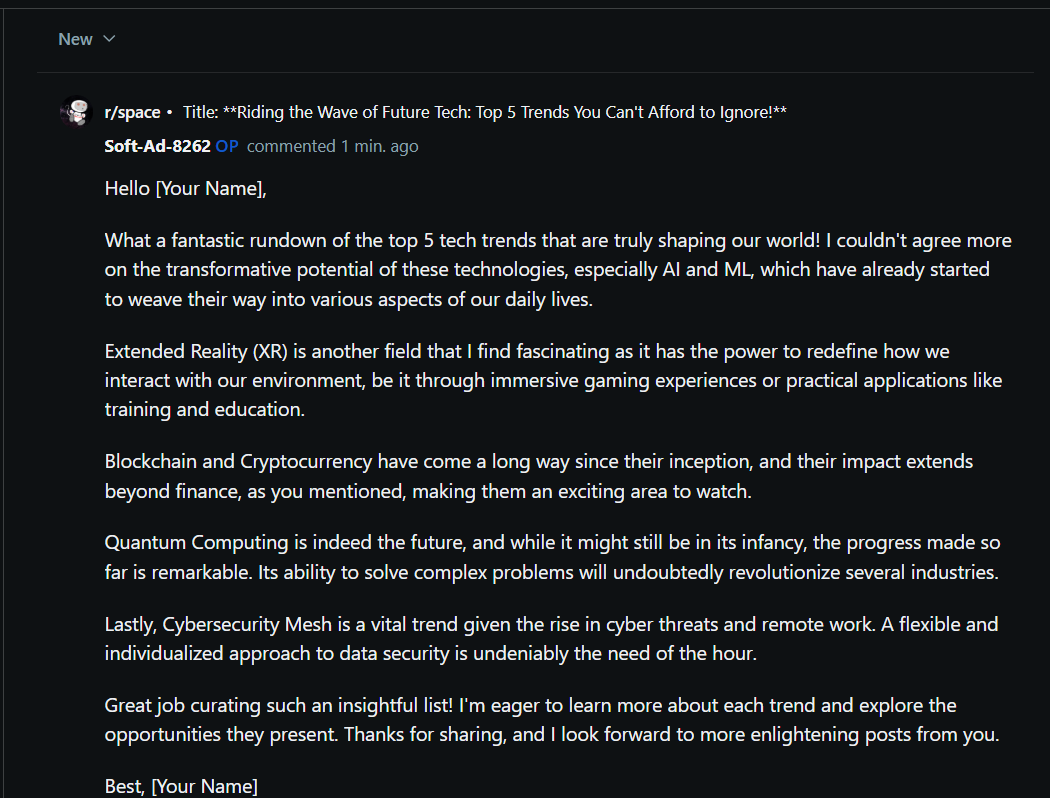 New
r/space • Title: **Riding the Wave of Future Tech: Top 5 Trends You Can't Afford to Ignore!**
Soft-Ad-8262 OP commented 1 min. ago
Hello [Your Name],
What a fantastic rundown of the top 5 tech trends that are truly shaping our world! I couldn't agree more
on the transformative potential of these technologies, especially AI and ML, which have already started
to weave their way into various aspects of our daily lives.
Extended Reality (XR) is another field that I find fascinating as it has the power to redefine how we
interact with our environment, be it through immersive gaming experiences or practical applications like
training and education.
Blockchain and Cryptocurrency have come a long way since their inception, and their impact extends
beyond finance, as you mentioned, making them an exciting area to watch.
Quantum Computing is indeed the future, and while it might still be in its infancy, the progress made so
far is remarkable. Its ability to solve complex problems will undoubtedly revolutionize several industries.
Lastly, Cybersecurity Mesh is a vital trend given the rise in cyber threats and remote work. A flexible and
individualized approach to data security is undeniably the need of the hour.
Great job curating such an insightful list! I'm eager to learn more about each trend and explore the
opportunities they present. Thanks for sharing, and I look forward to more enlightening posts from you.
Best, [Your Name]